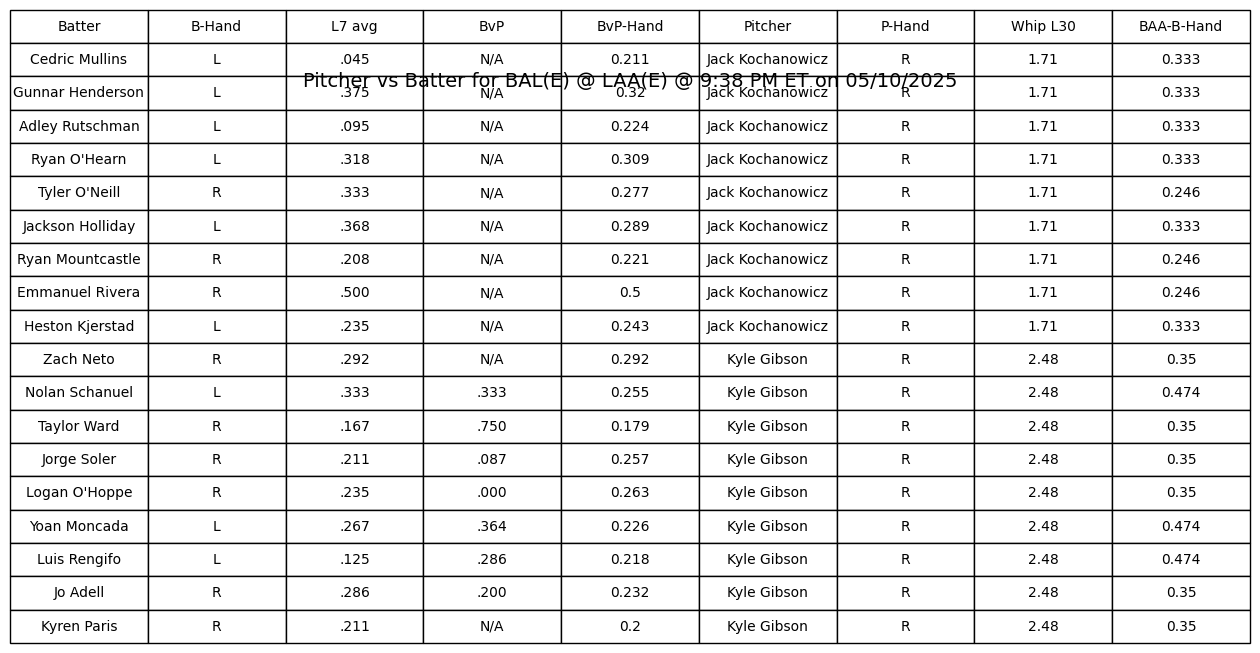 Batter B-Hand L7 avg BvP BvP-Hand Pitcher P-Hand Whip L30 BAA-B-Hand
Cedric Mullins L .045 N/A 0.211 Jack Kochanowicz R 1.71 0.333
Pitcher vs Batter for BAL(E) @ LAA(E) @ 9:38 PM ET on 05/10/2025
Gunnar Henderson L .375 N/A 0.32 Jack Kochanowicz R 1.71 0.333
Adley Rutschman L .095 N/A 0.224 Jack Kochanowicz R 1.71 0.333
Ryan O'Hearn L .318 N/A 0.309 Jack Kochanowicz R 1.71 0.333
Tyler O'Neill R .333 N/A 0.277 Jack Kochanowicz R 1.71 0.246
Jackson Holliday L .368 N/A 0.289 Jack Kochanowicz R 1.71 0.333
Ryan Mountcastle R .208 N/A 0.221 Jack Kochanowicz R 1.71 0.246
Emmanuel Rivera R .500 N/A 0.5 Jack Kochanowicz R 1.71 0.246
Heston Kjerstad L .235 N/A 0.243 Jack Kochanowicz R 1.71 0.333
Zach Neto R .292 N/A 0.292 Kyle Gibson R 2.48 0.35
Nolan Schanuel L .333 .333 0.255 Kyle Gibson R 2.48 0.474
Taylor Ward R .167 .750 0.179 Kyle Gibson R 2.48 0.35
Jorge Soler R .211 .087 0.257 Kyle Gibson R 2.48 0.35
Logan O'Hoppe R .235 .000 0.263 Kyle Gibson R 2.48 0.35
Yoan Moncada L .267 .364 0.226 Kyle Gibson R 2.48 0.474
Luis Rengifo L .125 .286 0.218 Kyle Gibson R 2.48 0.474
Jo Adell R .286 .200 0.232 Kyle Gibson R 2.48 0.35
Kyren Paris R .211 N/A 0.2 Kyle Gibson R 2.48 0.35